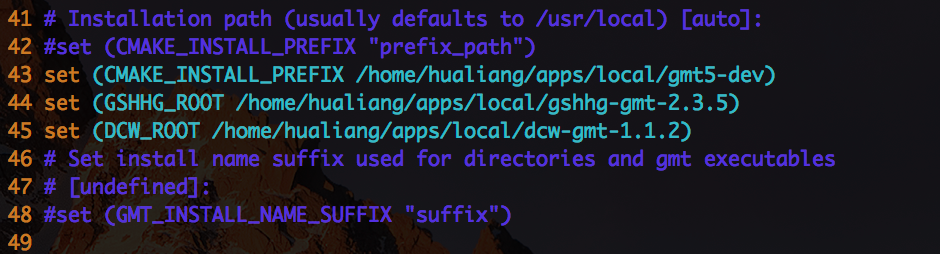 41 # Installation path (usually defaults to /usr/local) [auto]:
42 #set (CMAKE_INSTALL_PREFIX "prefix_path")
43 set (CMAKE_INSTALL_PREFIX /home/hualiang/apps/local/gmt5-dev)
44 set (GSHHG_ROOT /home/hualiang/apps/local/gshhg-gmt-2.3.5)
45 set (DCW_ROOT /home/hualiang/apps/local/dcw-gmt-1.1.2)
46 # Set install name suffix used for directories and gmt executables
47 # [undefined]:
48 #set (GMT_INSTALL_NAME_SUFFIX "suffix")
49